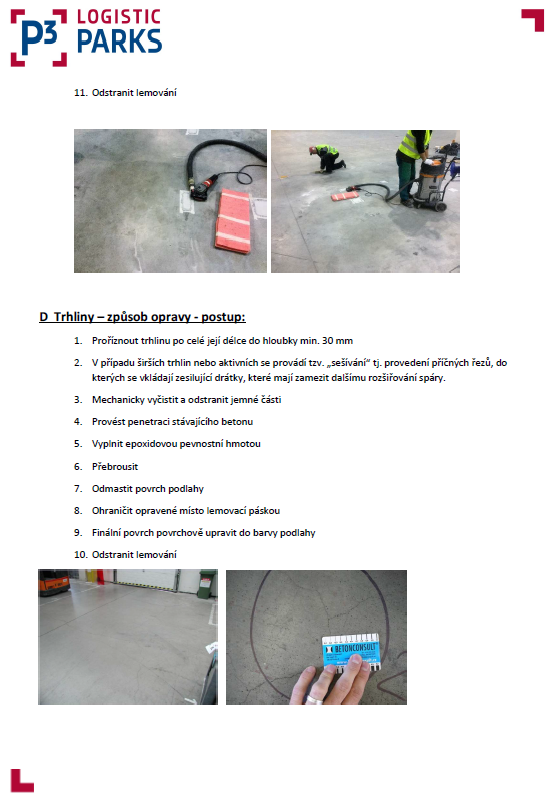 P3 LOGISTIC
PARKS
11. Odstranit lemování
D Trhliny – způsob opravy - postup:
1. Proříznout trhlinu po celé její délce do hloubky min. 30 mm
2. V případu širších trhlin nebo aktivních se provádí tzv. „sešívání“ tj. provedení příčných řezů, do
kterých se vkládají zesilující drátky, které mají zamezit dalšímu rozšiřování spáry.
3. Mechanicky vyčistit a odstranit jemné části
4. Provést penetraci stávajícího betonu
5. Vyplnit epoxidovou pevnostní hmotou
6. Přebrousit
7. Odmastit povrch podlahy
8. Ohraničit opravené místo lemovací páskou
9. Finální povrch povrchově upravit do barvy podlahy
10. Odstranit lemování
BETONCONSULT